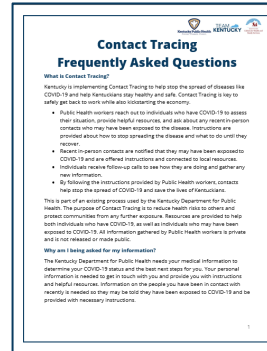 Kentucky Public Health
TEAM
KENTUCKY
Contact Tracing
Frequently Asked Questions
What is Contact Tracing?
Kentucky is implementing Contact Tracing to help stop the spread of diseases like
COVID-19 and help Kentuckians stay healthy and safe. Contact Tracing is key to
safely get back to work while also kickstarting the economy.
• Public Health workers reach out to individuals who have COVID-19 to assess
their situation, provide helpful resources, and ask about any recent in-person
contacts who may have been exposed to the disease. Instructions are
provided about how to stop spreading the disease and what to do until they
recover.
• Recent in-person contacts are notified that they may have been exposed to
COVID-19 and are offered instructions and connected to local resources.
• Individuals receive follow-up calls to see how they are doing and gather any
new information.
• By following the instructions provided by Public Health workers, contacts
help stop the spread of COVID-19 and save the lives of Kentuckians.
This is part of an existing process used by the Kentucky Department for Public
Health. The purpose of Contact Tracing is to reduce health risks to others and
protect communities from any further exposure. Resources are provided to help
both individuals who have COVID-19, as well as individuals who may have been
exposed to COVID-19. All information gathered by Public Health workers is private
and is not released or made public.
Why am I being asked for my information?
The Kentucky Department for Public Health needs your medical information to
determine your COVID-19 status and the best next steps for you. Your personal
information is needed to get in touch with you and provide you with instructions
and helpful resources. Information on the people you have been in contact with
recently is needed so they may be told they have been exposed to COVID-19 and be
provided with necessary instructions.
1